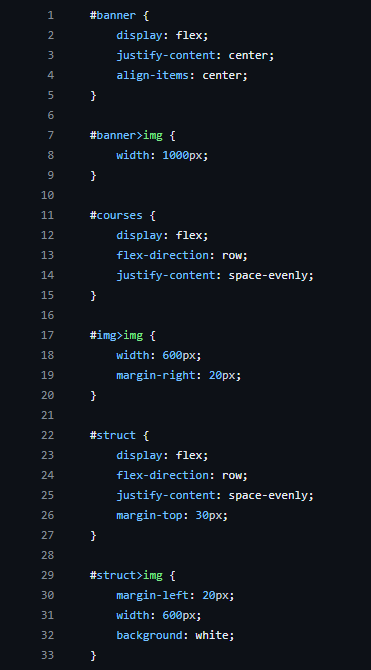 1 #banner {
2 display: flex;
3 justify-content: center;
4 align-items: center;
5 }
6
7 #banner>img {
8 width: 1000px;
9 }
10
11 #courses {
12 display: flex;
13 flex-direction: row;
14 justify-content: space-evenly;
15 }
16
17 #img>img {
18 width: 600px;
19 margin-right: 20px;
20 }
21
22 #struct {
23 display: flex;
24 flex-direction: row;
25 justify-content: space-evenly;
26 margin-top: 30px;
27 }
28
29 #struct>img {
30 margin-left: 20px;
31 width: 600px;
32 background: white;
33 }